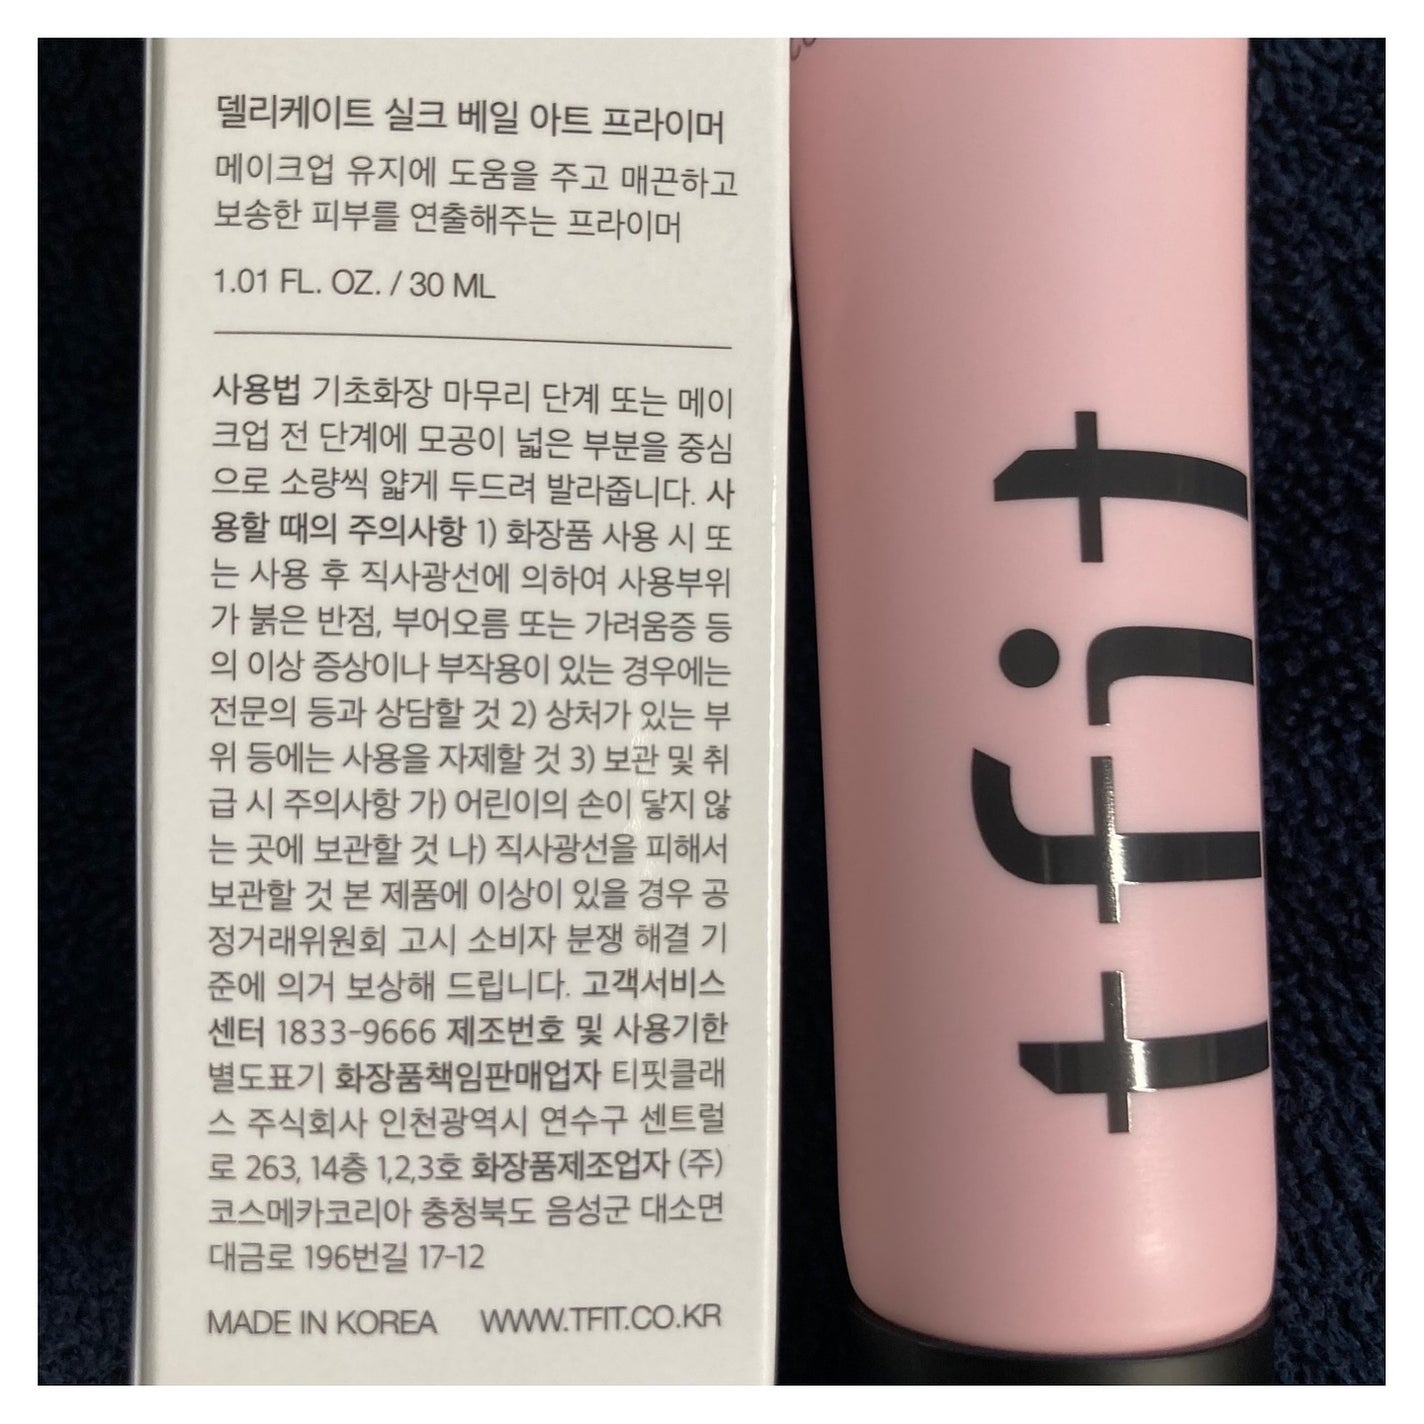 델리케이트 실크 베일 아트 프라이머
메이크업 유지에 도움을 주고 매끈하고
보송한 피부를 연출해주는 프라이머
1.01 FL. OZ. / 30 ML
사용법 기초화장 마무리 단계 또는 메이
크업 전 단계에 모공이 넓은 부분을 중심
으로 소량씩 얇게 두드려 발라줍니다. 사
용할 때의 주의사항 1) 화장품 사용 시 또
는 사용 후 직사광선에 의하여 사용부위
가 붉은 반점, 부어오름 또는 가려움증 등
의 이상 증상이나 부작용이 있는 경우에는
전문의 등과 상담할 것 2) 상처가 있는 부
위 등에는 사용을 자제할 것 3) 보관 및 취
급 시 주의사항 가) 어린이의 손이 닿지 않
는 곳에 보관할 것 나) 직사광선을 피해서
보관할 것 본 제품에 이상이 있을 경우 공
정거래위원회 고시 소비자 분쟁 해결 기
준에 의거 보상해 드립니다. 고객서비스
센터 1833-9666 제조번호 및 사용기한
별도표기 화장품책임판매업자 티핏클래
스 주식회사 인천광역시 연수구 센트럴
로 263, 14층 1,2,3호 화장품제조업자 (주)
코스메카코리아 충청북도 음성군 대소면
대금로 196번길 17-12
MADE IN KOREA WWW.TFIT.CO.KR
tfit